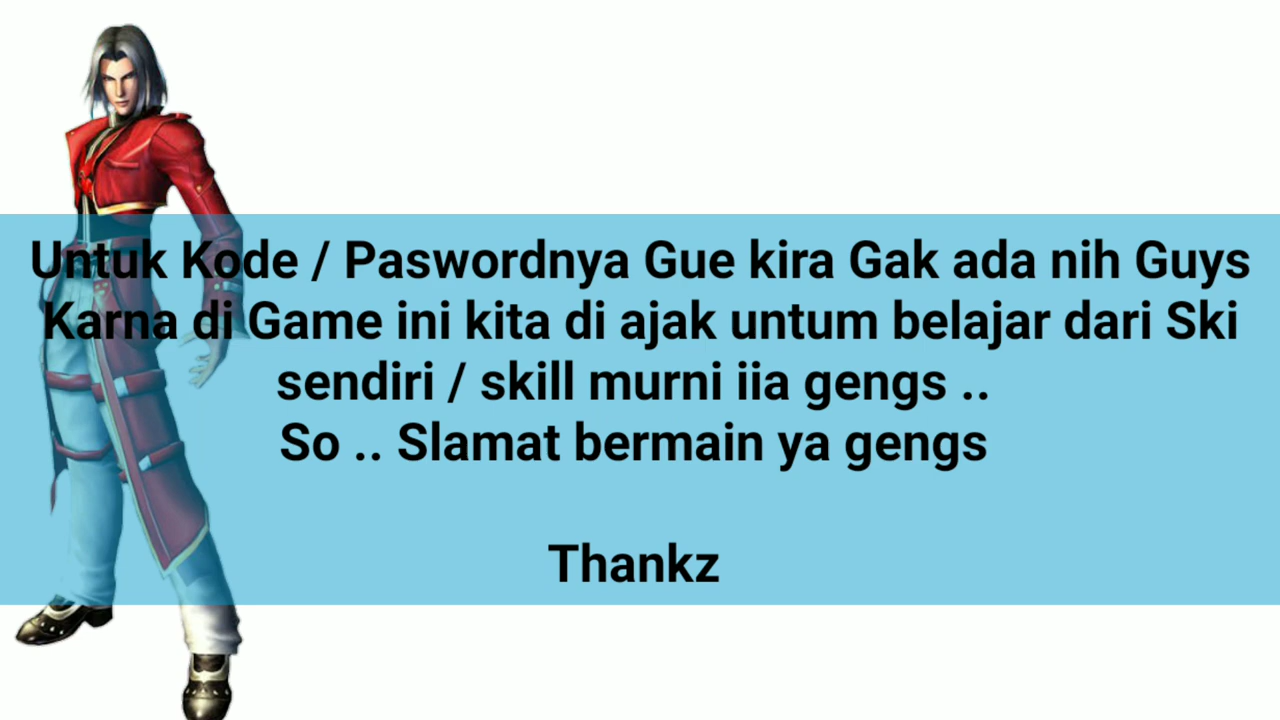 Untuk Kode / Paswordnya Gue kira Gak ada nih Guys
Karna di Game ini kita di ajak untum belajar dari Ski
sendiri / skill murni iia gengs ..
So .. Slamat bermain ya gengs
Thankz